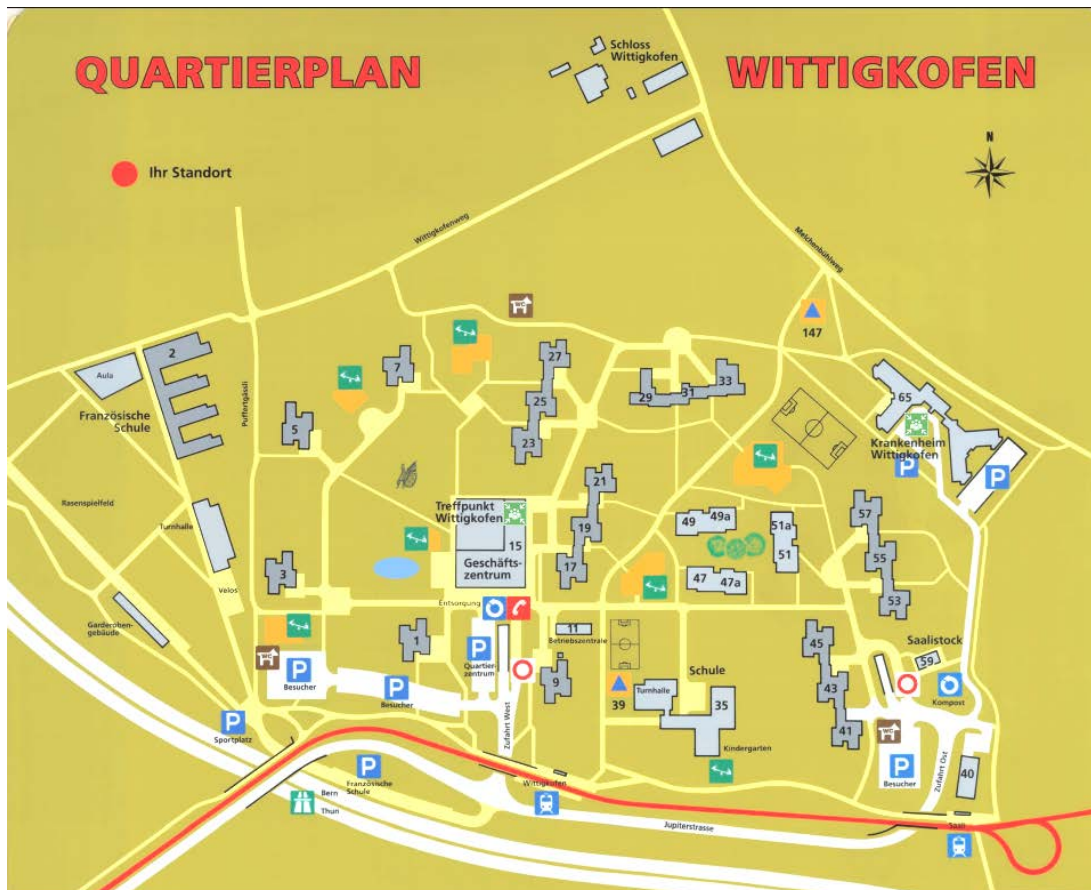 QUARTIERPLAN
WITTIGKOFEN
Schloss
Wittigkofen
N
Ihr Standort
Wittigkofenweg
Melchenbühlweg
WC
147
2
Aula
Französische
Schule
Puffertgässli
7
5
27
25
23
29
31
33
65
Krankenheim
Wittigkofen
P
P
Rasenspielfeld
Turnhalle
Treffpunkt
Wittigkofen
15
Geschäfts-
zentrum
21
19
17
49
49a
51a
51
47
47a
57
55
53
3
Velos
Garderoben-
gebäude
Entsorgung
1
P
Quartier-
zentrum
11
Betriebszentrale
9
39
Schule
Turnhalle
35
Kindergarten
45
43
41
Saalistock
59
Kompost
WC
P
Besucher
P
Besucher
P
Sportplatz
P
Französische
Schule
Bern
Thun
Zufahrt West
Wittigkofen
Jupiterstrasse
WC
P
Besucher
Zufahrt Ost
40
Saali